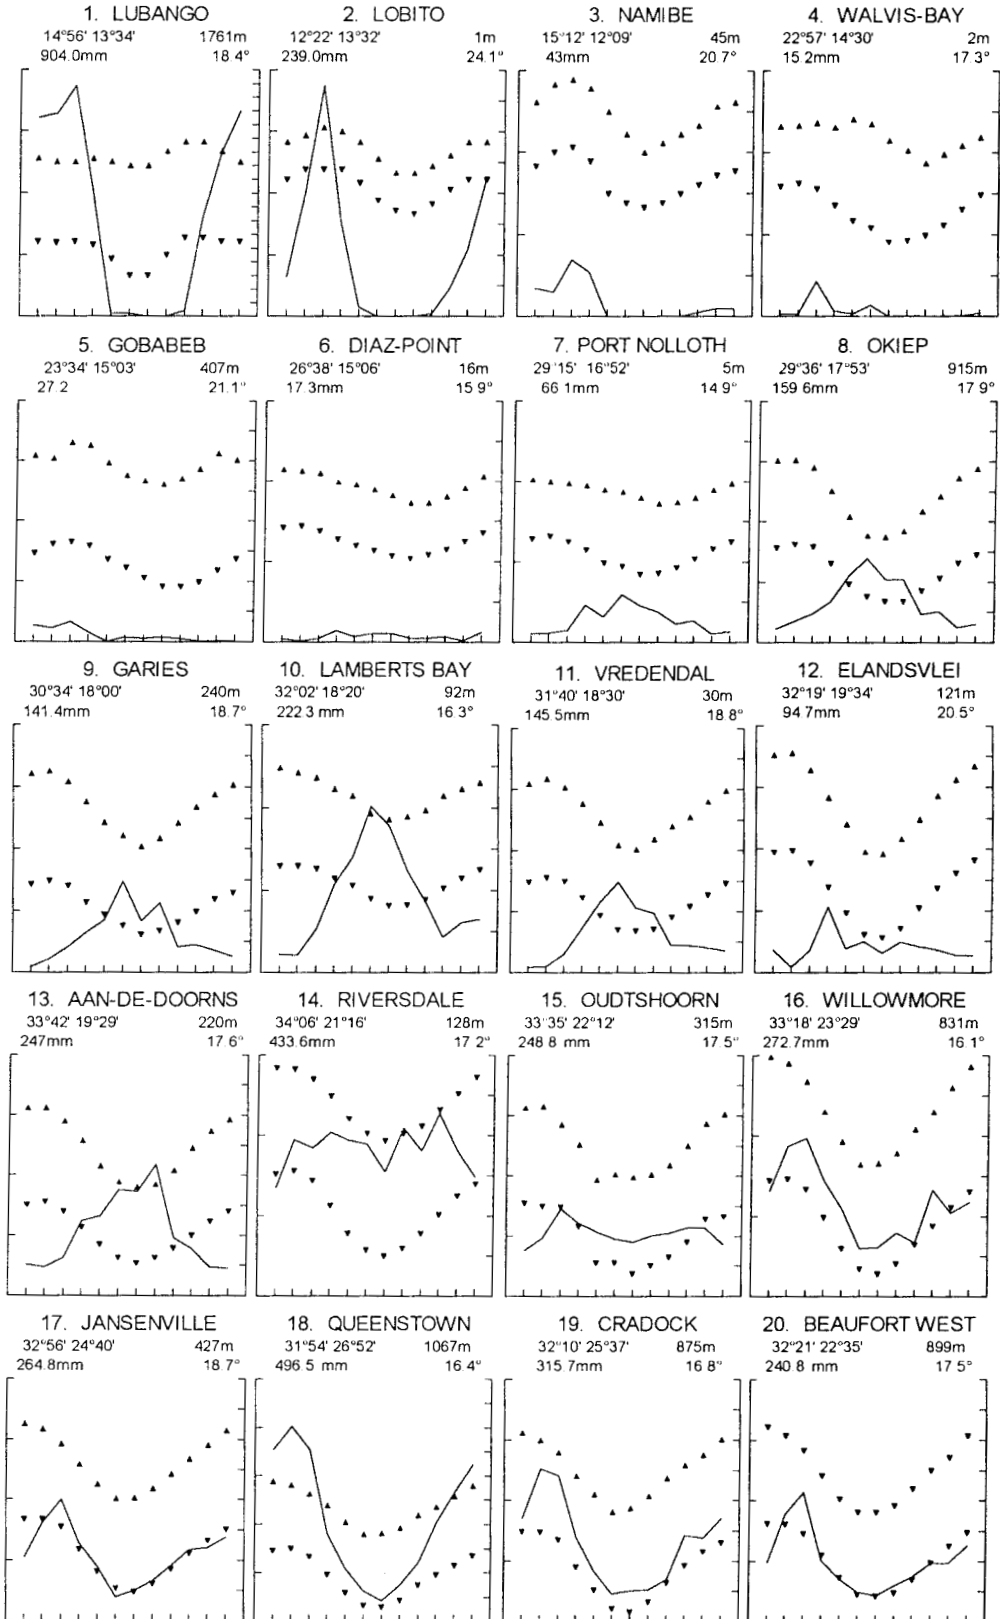 1. LUBANGO
14°56' 13°34' 1761m
904.0mm 18.4°
2. LOBITO
12°22' 13°32' 1m
239.0mm 24.1°
3. NAMIBE
15°12' 12°09' 45m
43mm 20.7°
4. WALVIS-BAY
22°57' 14°30' 2m
15 2mm 17.3°
5. GOBABEB
23°34' 15°03' 407m
27.2 21.1°
6. DIAZ-POINT
26°38' 15°06' 16m
17.3mm 15 9°
7. PORT NOLLOTH
29°15' 16°52' 5m
66 1mm 14.9°
8. OKIEP
29°36' 17°53' 915m
159 6mm 17 9°
9. GARIES
30°34' 18°00' 240m
141.4mm 18.7°
10. LAMBERTS BAY
32°02' 18°20' 92m
222 3 mm 16 3°
11. VREDENDAL
31°40' 18°30' 30m
145 5mm 18 8°
12. ELANDSVLEI
32°19' 19°34' 121m
94 7mm 20 5°
13. AAN-DE-DOORNS
33°42' 19°29' 220m
247mm 17 6°
14. RIVERSDALE
34°06' 21°16' 128m
433.6mm 17 2°
15. OUDTSHOORN
33°35' 22°12' 315m
248 8 mm 17 5°
16. WILLOWMORE
33°18' 23°29' 831m
272.7mm 16 1°
17. JANSENVILLE
32°56' 24°40' 427m
264.8mm 18 7°
18. QUEENSTOWN
31°54' 26°52' 1067m
496.5 mm 16 4°
19. CRADOCK
32°10' 25°37' 875m
315 7mm 16 8°
20. BEAUFORT WEST
32°21' 22°35' 899m
240 8 mm 17 5°